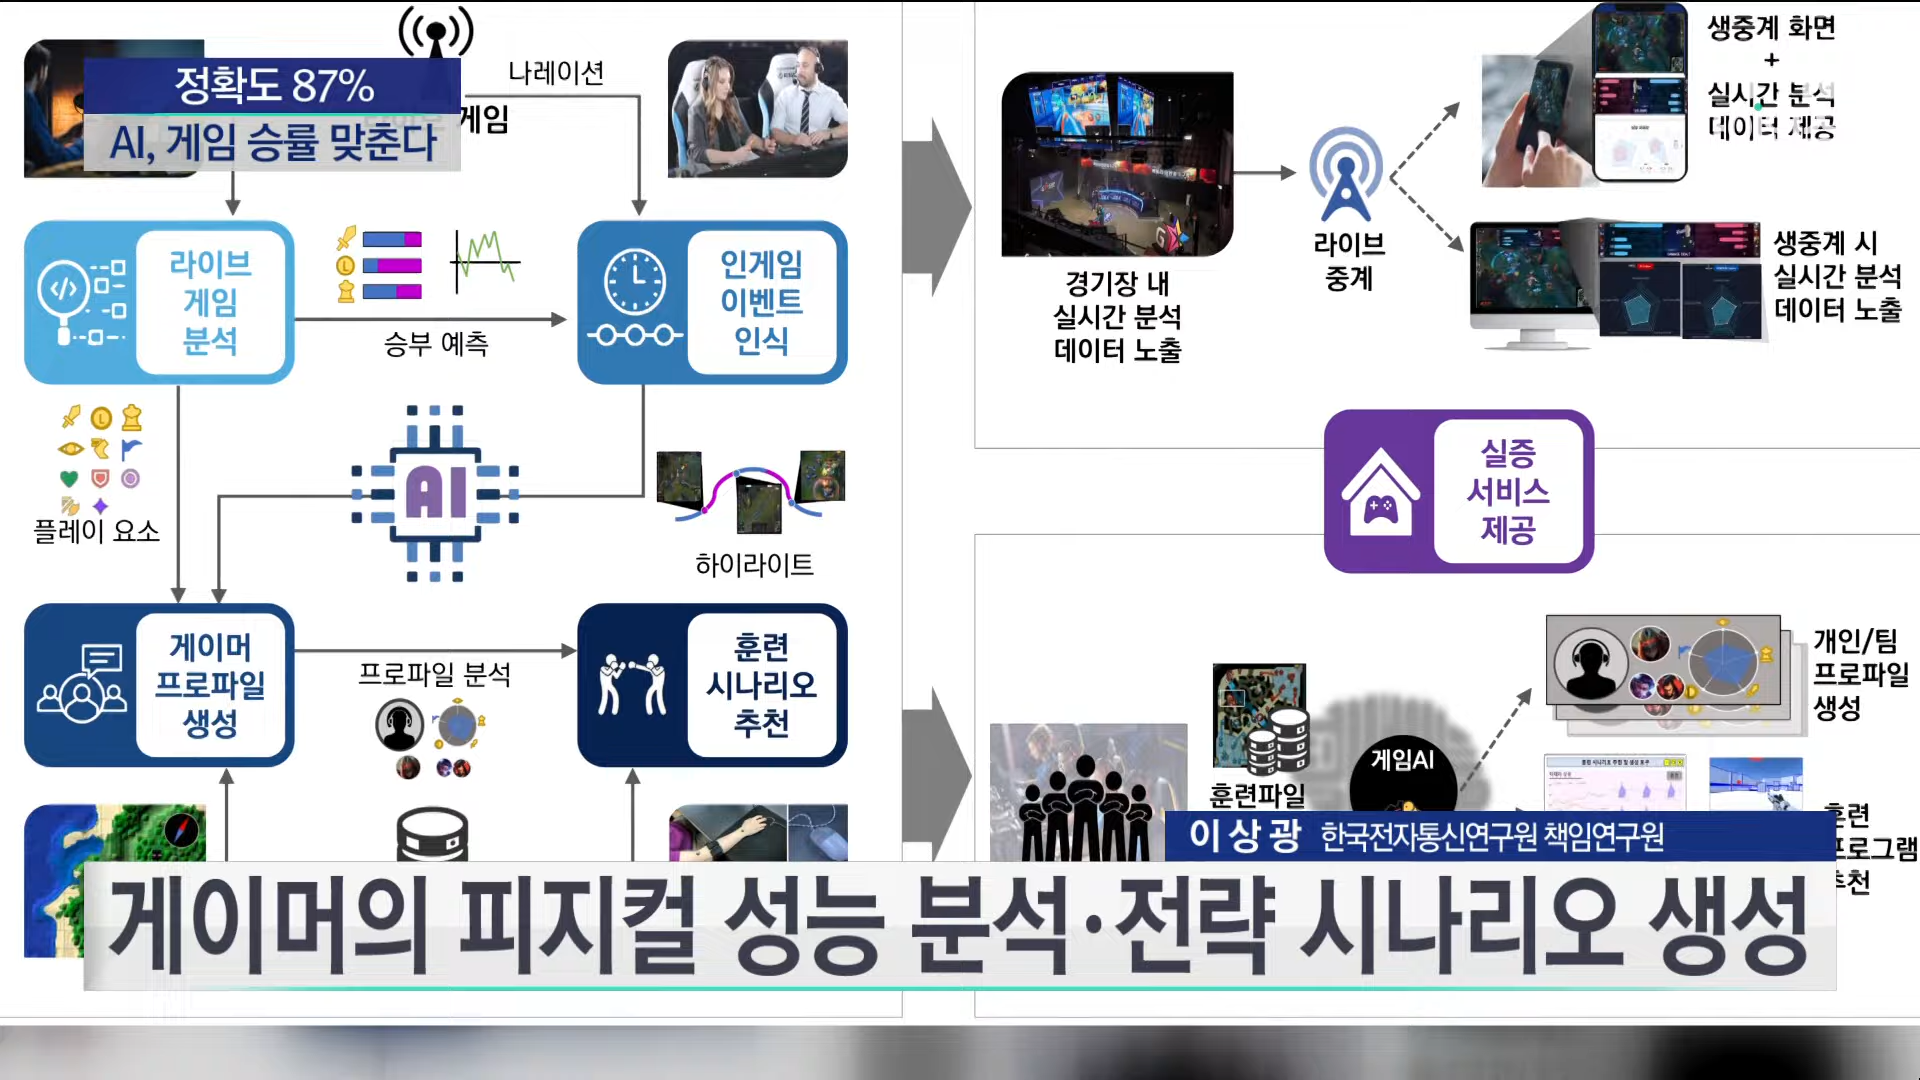 정확도 87%
AI, 게임 승률 맞춘다
게임
나레이션
라이브
게임
분석
승부 예측
인게임
이벤트
인식
플레이 요소
AI
하이라이트
게이머
프로파일
생성
프로파일 분석
훈련
시나리오
추천
경기장 내
실시간 분석
데이터 노출
라이브
중계
생중계 화면
+
실시간 분석
데이터 제공
생중계 시
실시간 분석
데이터 노출
실증
서비스
제공
훈련파일
게임AI
개인/팀
프로파일
생성
훈련
프로그램
추천
이상광 한국전자통신연구원 책임연구원
게이머의 피지컬 성능 분석·전략 시나리오 생성